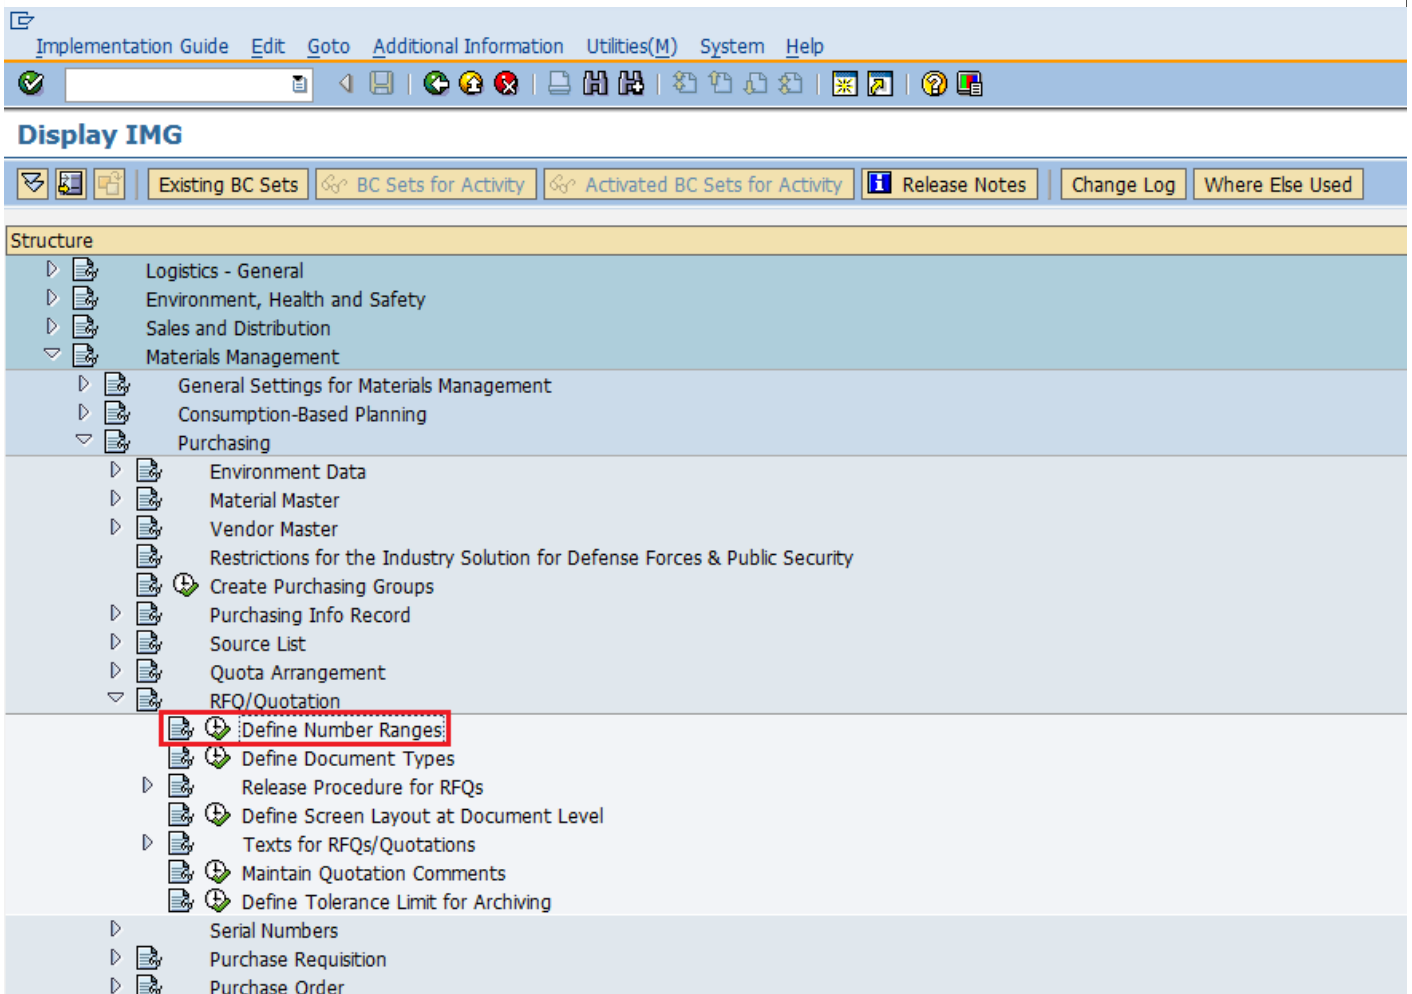 Implementation Guide Edit Goto Additional Information Utilities(M) System Help
Display IMG
Existing BC Sets BC Sets for Activity Activated BC Sets for Activity Release Notes Change Log Where Else Used
Structure
Logistics - General
Environment, Health and Safety
Sales and Distribution
Materials Management
General Settings for Materials Management
Consumption-Based Planning
Purchasing
Environment Data
Material Master
Vendor Master
Restrictions for the Industry Solution for Defense Forces & Public Security
Create Purchasing Groups
Purchasing Info Record
Source List
Quota Arrangement
RFQ/Quotation
Define Number Ranges
Define Document Types
Release Procedure for RFQs
Define Screen Layout at Document Level
Texts for RFQs/Quotations
Maintain Quotation Comments
Define Tolerance Limit for Archiving
Serial Numbers
Purchase Requisition
Purchase Order